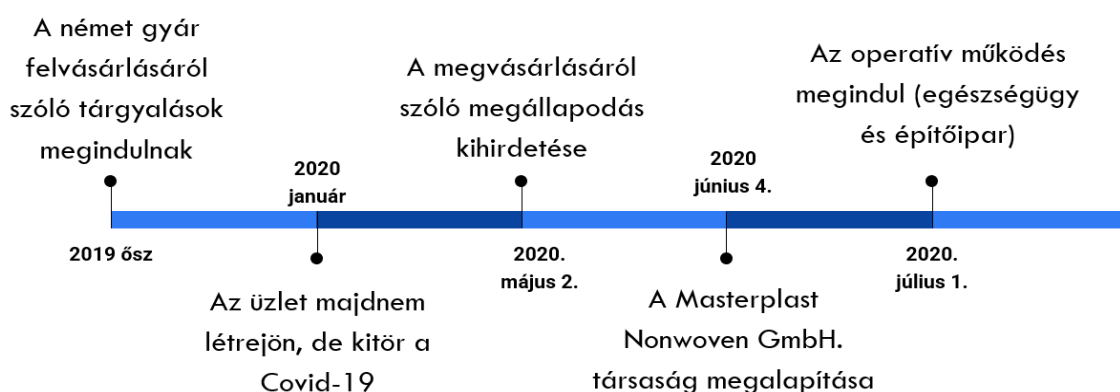 A német gyár
felvásárlásáról
szóló tárgyalások
megindulnak
2019 ősz
2020
január
Az üzlet majdnem
létrejön, de kitör a
Covid-19
A megvásárlásáról
szóló megállapodás
kihirdetése
2020.
május 2.
2020
június 4.
A Masterplast
Nonwoven GmbH.
társaság megalapítása
Az operatív működés
megindul (egészségügy
és építőipar)
2020.
július 1.